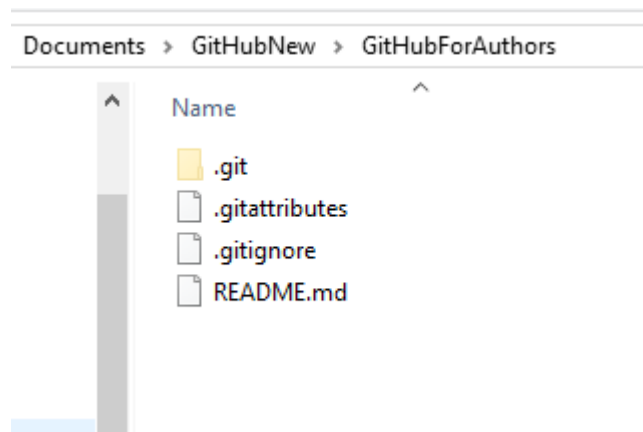 Documents > GitHubNew > GitHubForAuthors
Name
.git
.gitattributes
.gitignore
README.md